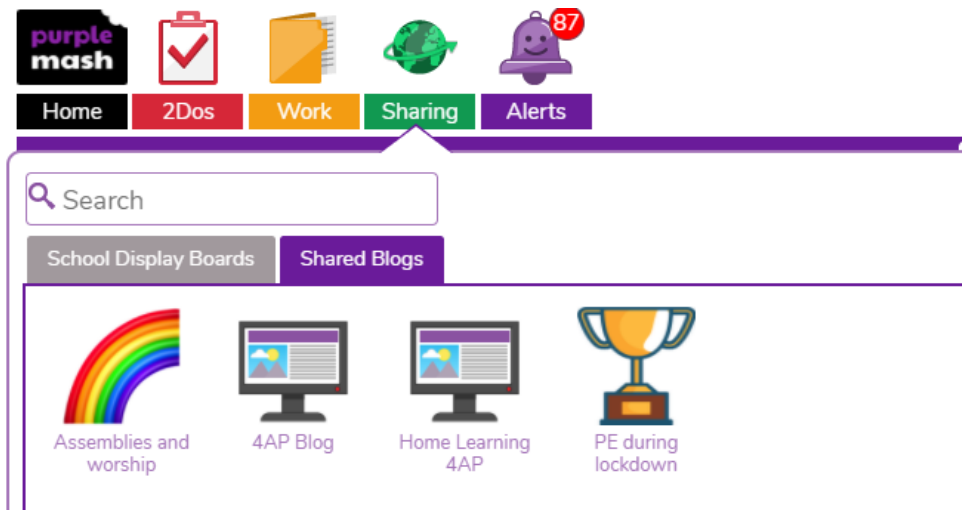 purple
mash
87
Home 2Dos Work Sharing Alerts
Search
School Display Boards Shared Blogs
Assemblies and
worship
4AP Blog
Home Learning
4AP
PE during
lockdown